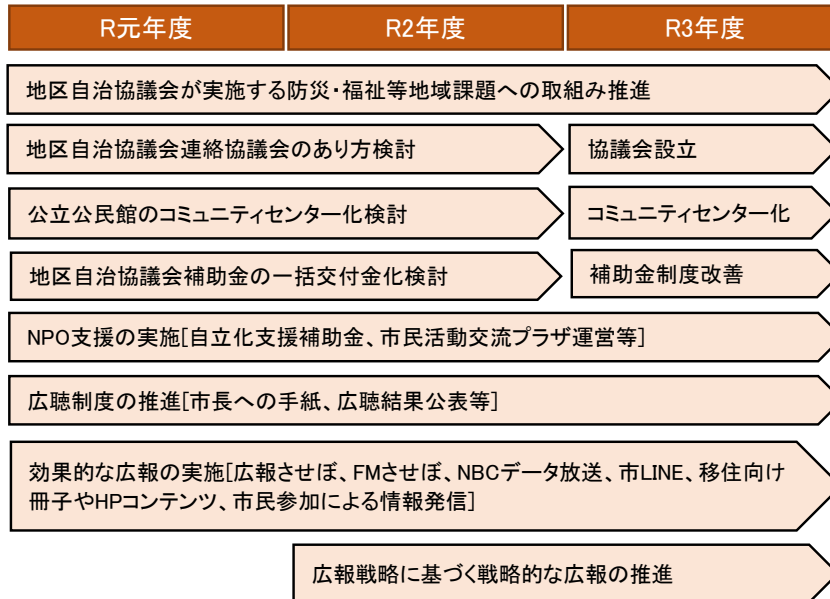 R元年度
R2年度
R3年度
地区自治協議会が実施する防災・福祉等地域課題への取組み推進
地区自治協議会連絡協議会のあり方検討
協議会設立
公立公民館のコミュニティセンター化検討
コミュニティセンター化
地区自治協議会補助金の一括交付金化検討
補助金制度改善
NPO支援の実施[自立化支援補助金、市民活動交流プラザ運営等]
広聴制度の推進[市長への手紙、広聴結果公表等]
効果的な広報の実施[広報させぼ、FMさせぼ、NBCデータ放送、市LINE、移住向け
冊子やHPコンテンツ、市民参加による情報発信]
広報戦略に基づく戦略的な広報の推進